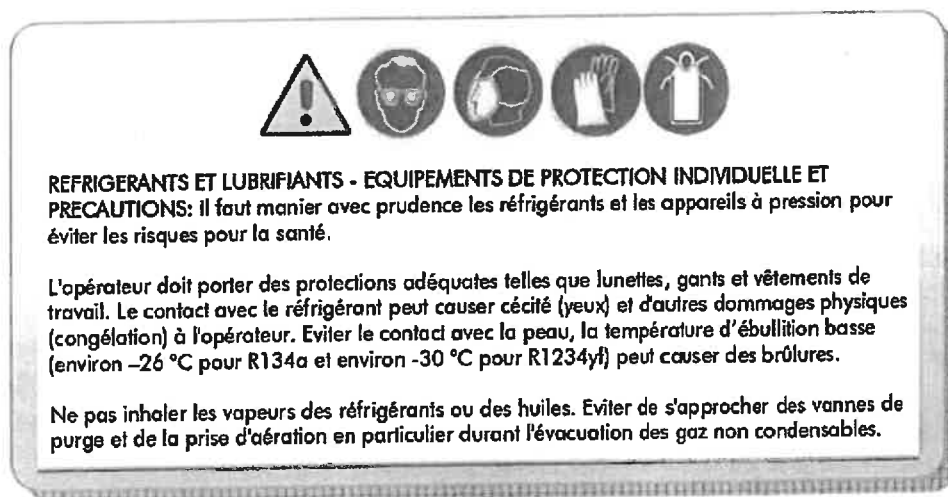 REFRIGERANTS ET LUBRIFIANTS - EQUIPEMENTS DE PROTECTION INDIVIDUELLE ET
PRECAUTIONS: il faut manier avec prudence les réfrigérants et les appareils à pression pour
éviter les risques pour la santé.
L'opérateur doit porter des protections adéquates telles que lunettes, gants et vêtements de
travail. Le contact avec le réfrigérant peut causer cécité (yeux) et d'autres dommages physiques
(congélation) à l'opérateur. Eviter le contact avec la peau, la température d'ébullition basse
(environ –26 °C pour R134a et environ -30 °C pour R1234yf) peut causer des brûlures.
Ne pas inhaler les vapeurs des réfrigérants ou des huiles. Eviter de s'approcher des vannes de
purge et de la prise d'aération en particulier durant l'évacuation des gaz non condensables.